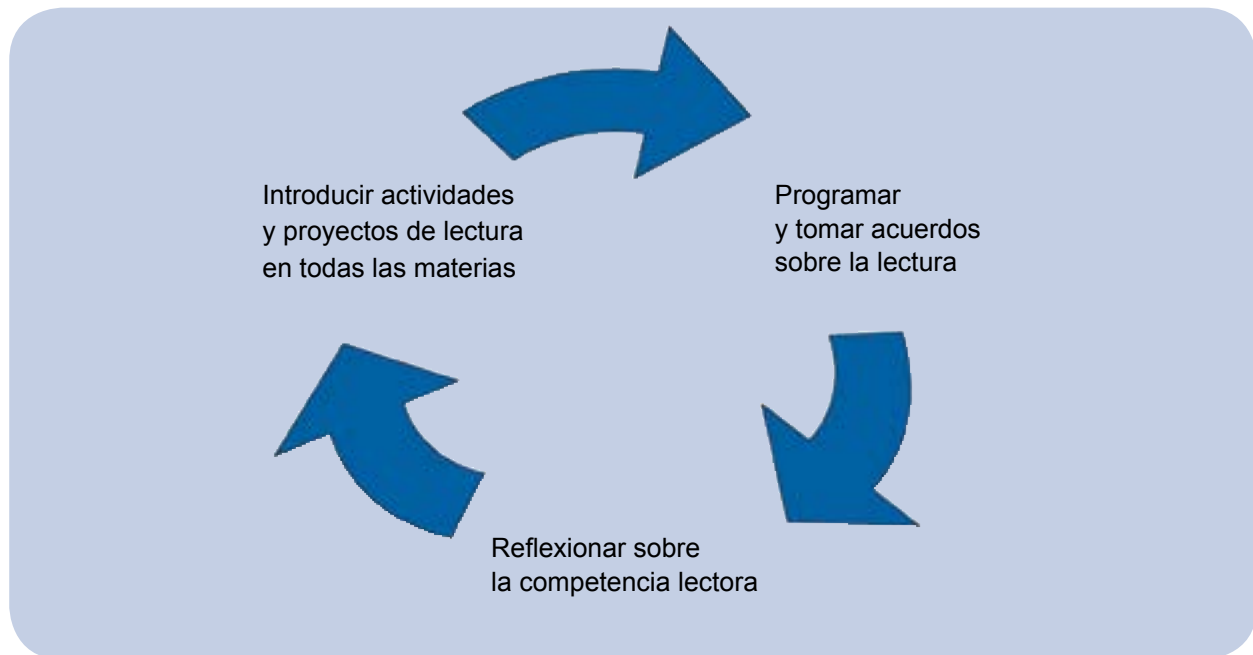 Introducir actividades
y proyectos de lectura
en todas las materias
Programar
y tomar acuerdos
sobre la lectura
Reflexionar sobre
la competencia lectora